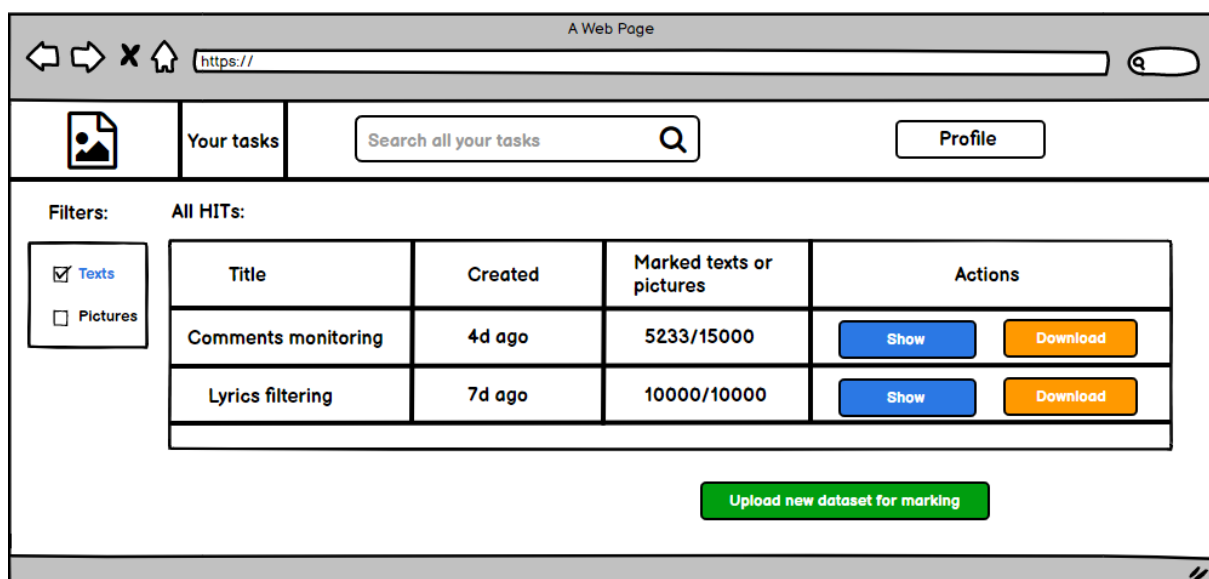 A Web Page
https://
Your tasks
Search all your tasks
Profile
Filters:
All HITs:
Texts
Pictures
Title
Created
Marked texts or
pictures
Actions
Comments monitoring
4d ago
5233/15000
Show
Download
Lyrics filtering
7d ago
10000/10000
Show
Download
Upload new dataset for marking